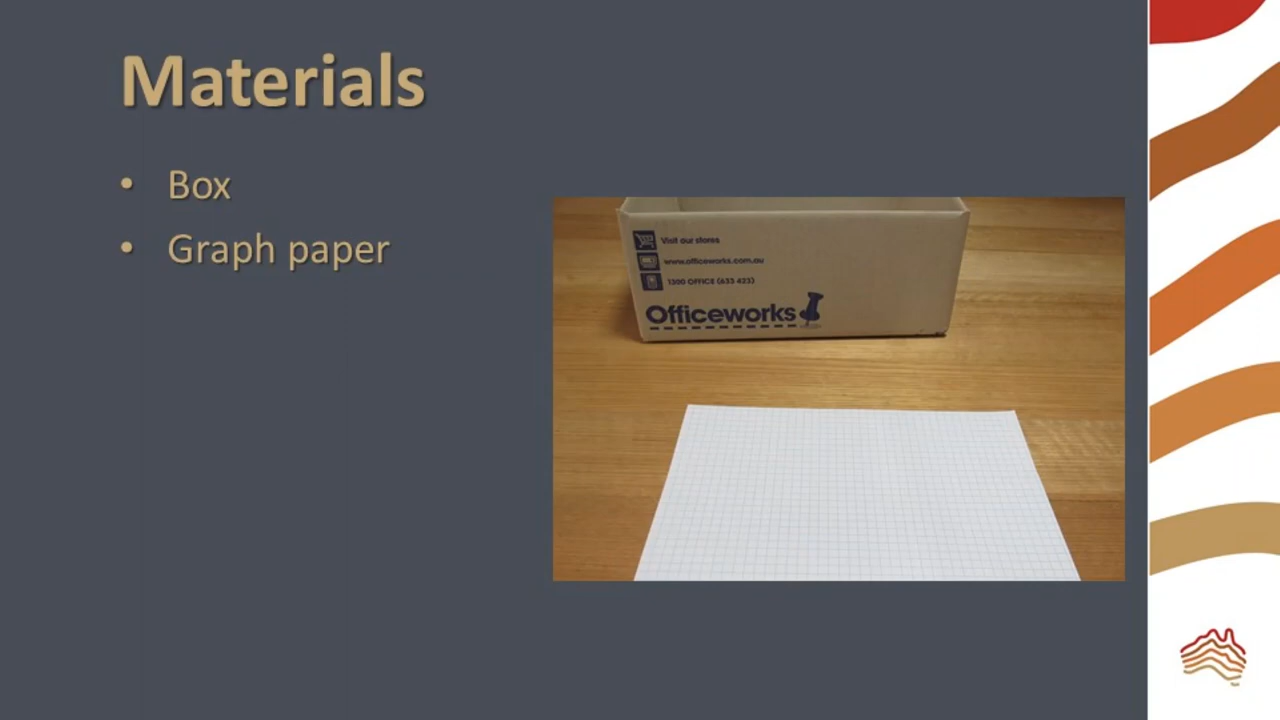 Materials
• Box
• Graph paper
Visit our stores
www.officeworks.com.au
1300 OFFICE (633 423)
Officeworks